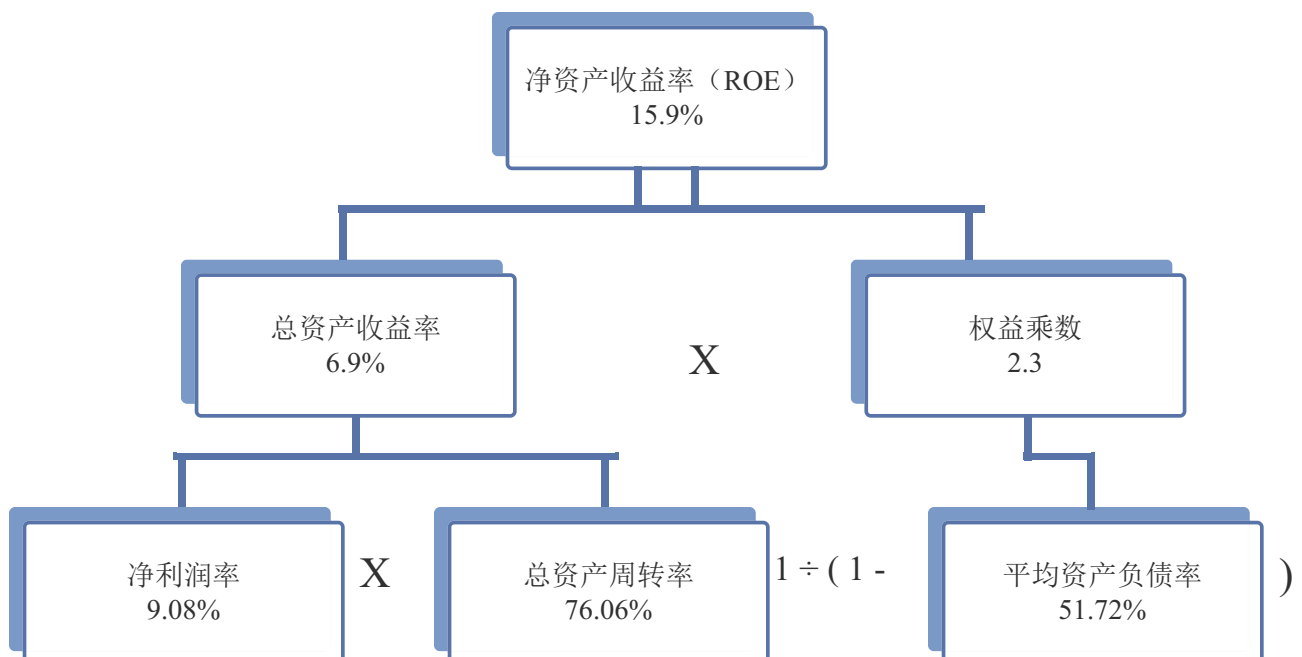 净资产收益率（ROE）
15.9%
总资产收益率
6.9%
X
权益乘数
2.3
净利润率
9.08%
X
总资产周转率
76.06%
1 ÷ ( 1 -
平均资产负债率
51.72%
)